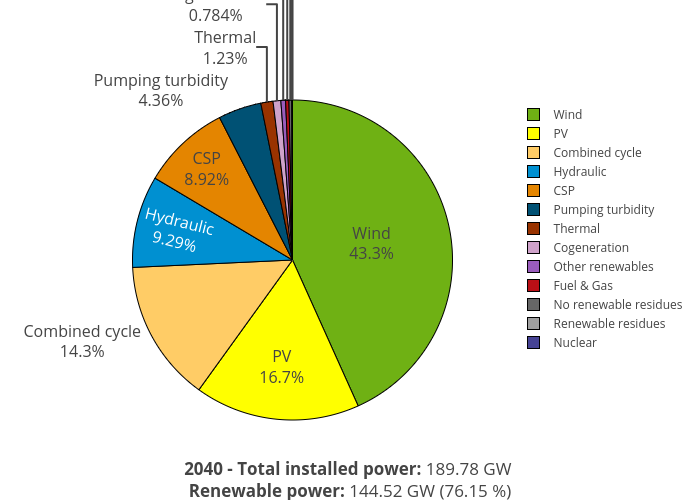 0.784%
Thermal
1.23%
Pumping turbidity
4.36%
CSP
8.92%
Hydraulic
9.29%
Wind
43.3%
Combined cycle
14.3%
PV
16.7%
Wind
PV
Combined cycle
Hydraulic
CSP
Pumping turbidity
Thermal
Cogeneration
Other renewables
Fuel & Gas
No renewable residues
Renewable residues
Nuclear
2040 - Total installed power: 189.78 GW
Renewable power: 144.52 GW (76.15 %)